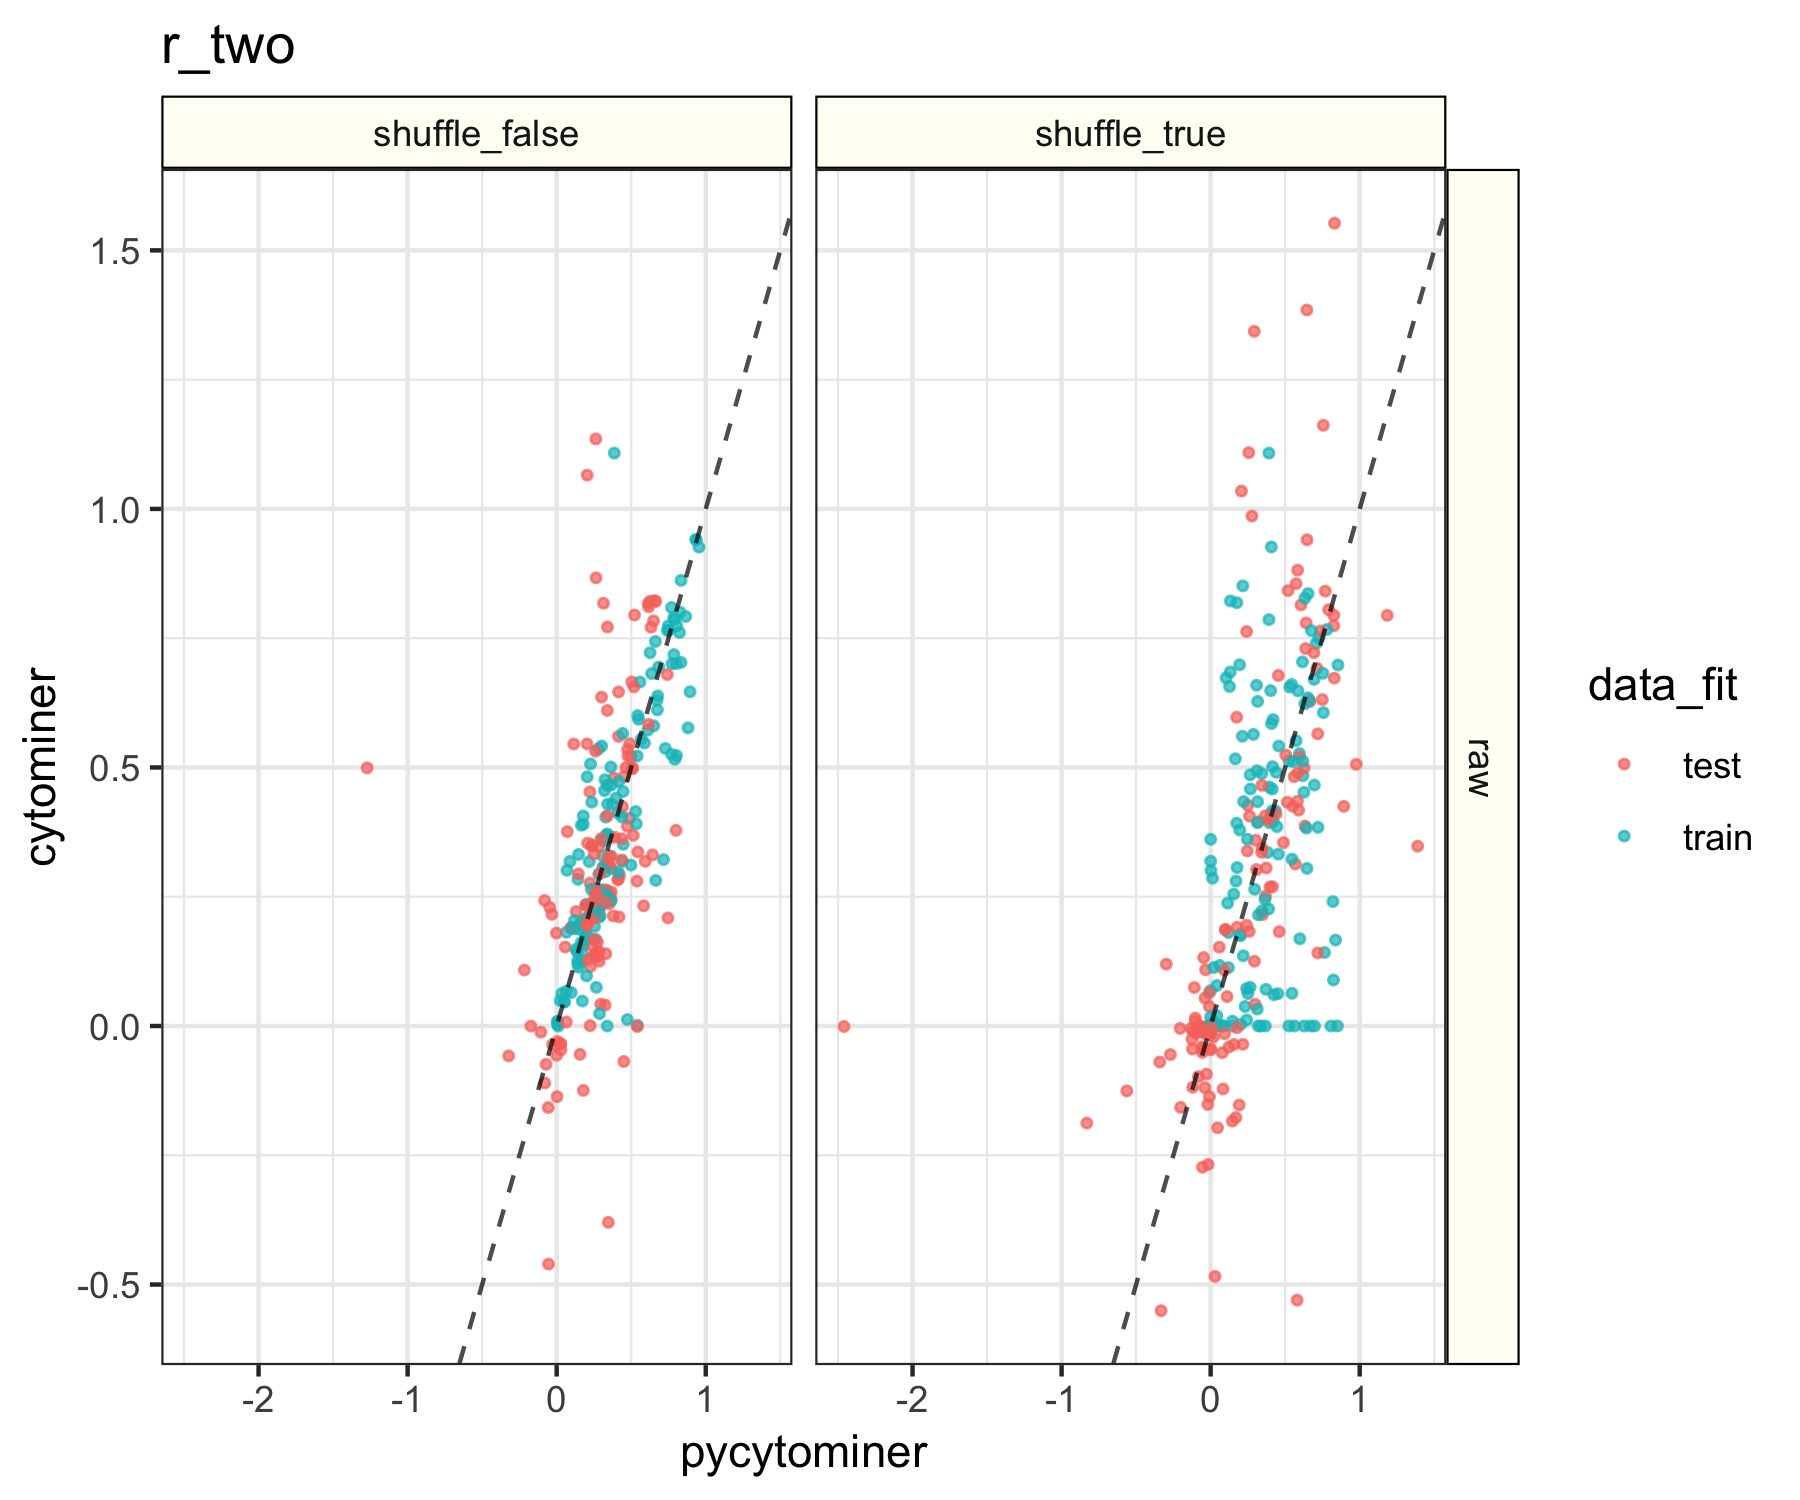 r_two
shuffle_false
shuffle_true
1.5
1.0
0.5
0.0
-0.5
cytominer
raw
-2
-1
0
1
-2
-1
0
1
pycytominer
data_fit
test
train